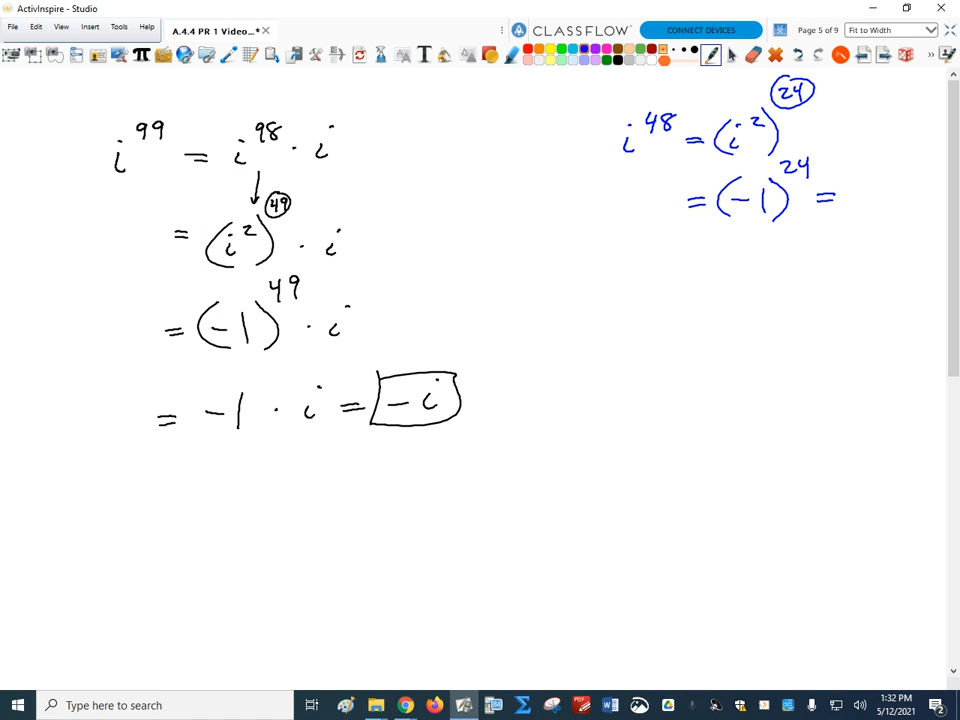 ActivInspire - Studio
File Edit View Insert Tools Help
A.4.4 PR 1 Video...*
CLASSFLOW
CONNECT DEVICES
Page 5 of 9
Fit to Width
i^99 = i^98 · i
= (i^2)^49 · i
= (-1)^49 · i
= -1 · i = -i
i^48 = (i^2)^24
= (-1)^24 =
Type here to search
1:32 PM
5/12/2021
2